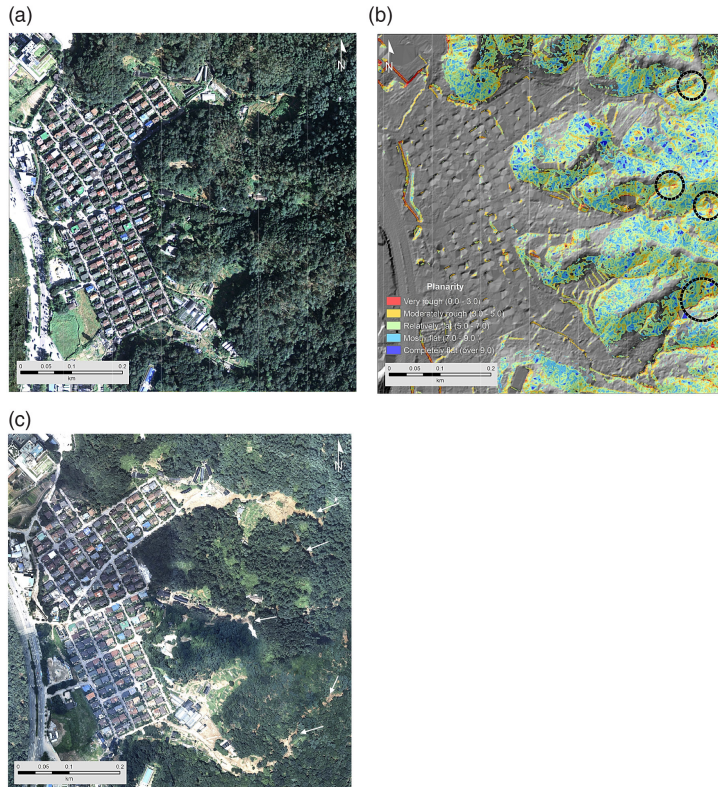 (a)
(b)
N
N
Planarity
Very rough (0.0 - 3.0)
Moderately rough (3.0 - 5.0)
Relatively flat (5.0 - 7.0)
Mostly flat (7.0 - 9.0)
Completely flat (over 9.0)
0 0.05 0.1 0.2
km
0 0.05 0.1 0.2
km
(c)
N
0 0.05 0.1 0.2
km